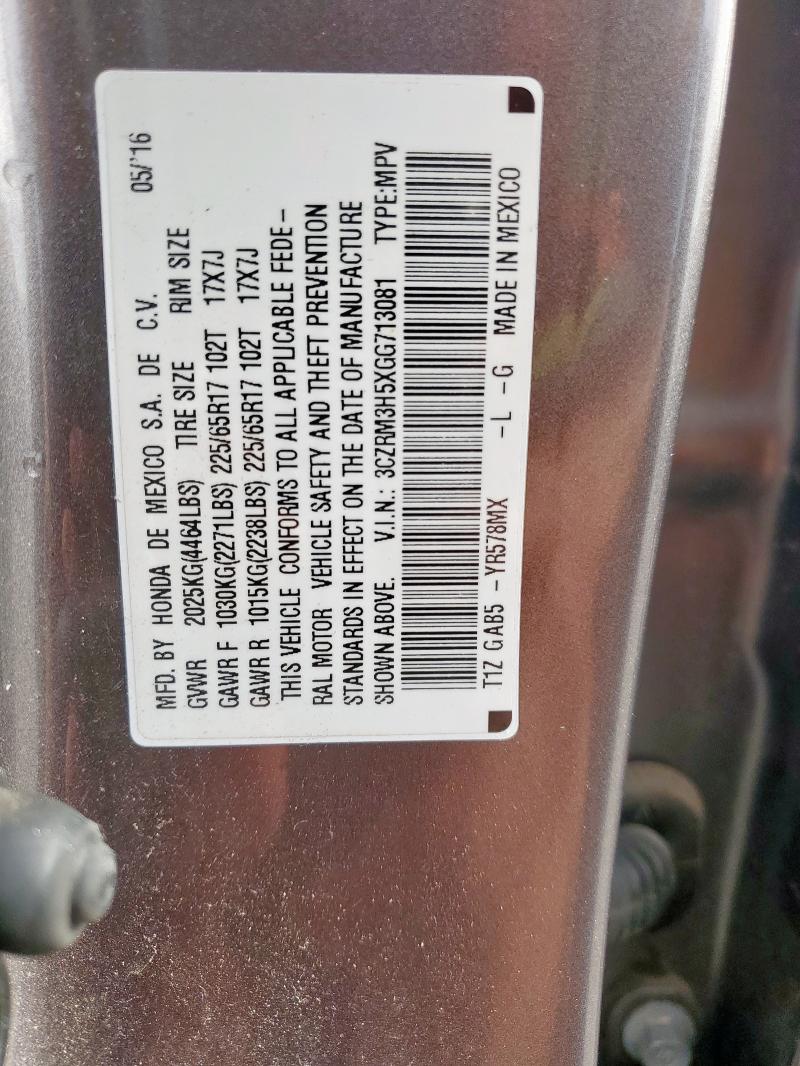 MFD. BY HONDA DE MEXICO S.A. DE C.V. 05/'16
GVWR 2025KG(4464LBS) TIRE SIZE RIM SIZE
GAWR F 1030KG(2271LBS) 225/65R17 102T 17X7J
GAWR R 1015KG(2238LBS) 225/65R17 102T 17X7J
THIS VEHICLE CONFORMS TO ALL APPLICABLE FEDE-
RAL MOTOR VEHICLE SAFETY AND THEFT PREVENTION
STANDARDS IN EFFECT ON THE DATE OF MANUFACTURE
SHOWN ABOVE. V.I.N.: 3CZRM3H5XGG713081 TYPE:MPV
T1Z GAB5 -YR578MX -L -G MADE IN MEXICO